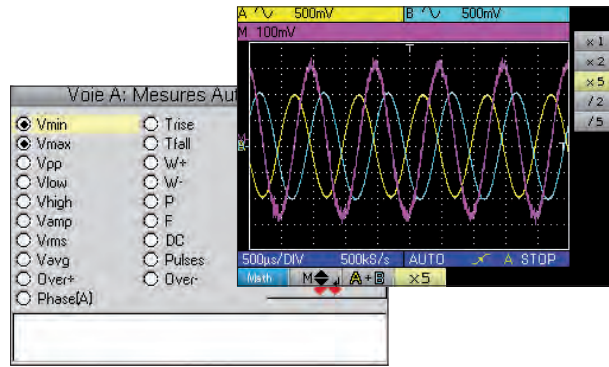 A 500mV B 500mV
M 100mV
T
x 1
x 2
x 5
/ 2
/ 5
500µs/DIV 500kS/s AUTO A STOP
Math M A+B x5
Voie A: Mesures Aut
Vmin Trise
Vmax Tfall
Vpp W+
Vlow W-
Vhigh P
Vamp F
Vrms DC
Vavg Pulses
Over+ Over-
Phase(A)